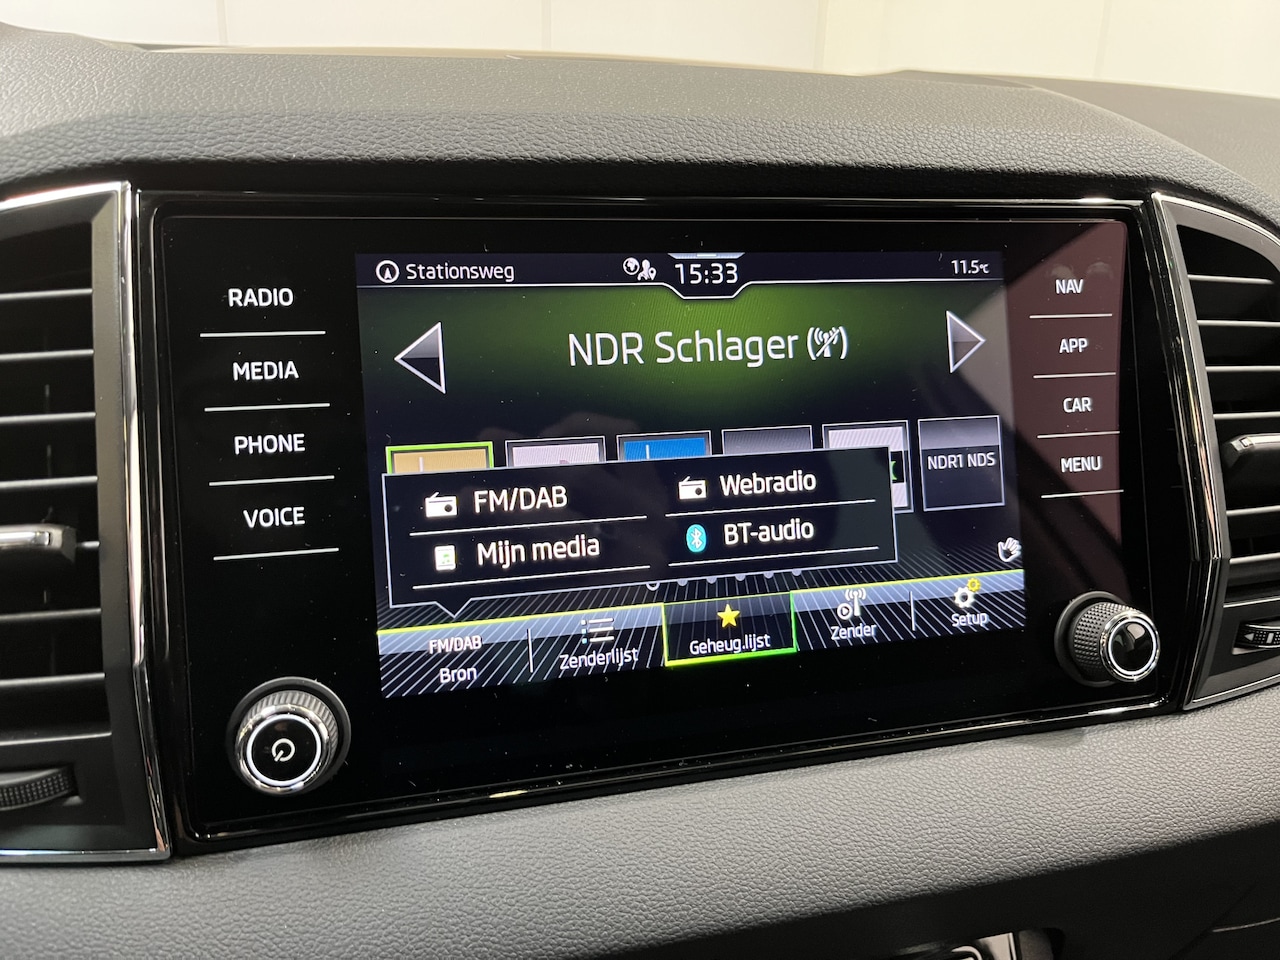 RADIO
MEDIA
PHONE
VOICE
Stationsweg
15:33
11.5°C
NDR Schlager
NDR1 NDS
FM/DAB
Webradio
Mijn media
BT-audio
FM/DAB
Bron
Zenderlijst
Geheug.lijst
Zender
Setup
NAV
APP
CAR
MENU